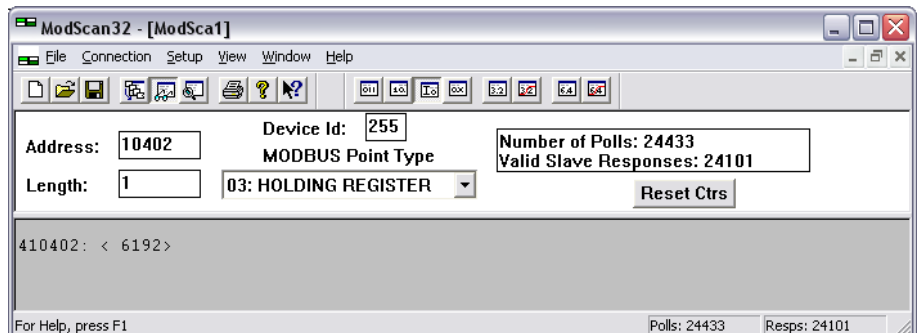 ModScan32 - [ModSca1]
File Connection Setup View Window Help
Address: 10402
Device Id: 255
MODBUS Point Type
Number of Polls: 24433
Valid Slave Responses: 24101
Length: 1
03: HOLDING REGISTER
Reset Ctrs
410402: < 6192>
For Help, press F1
Polls: 24433
Resps: 24101